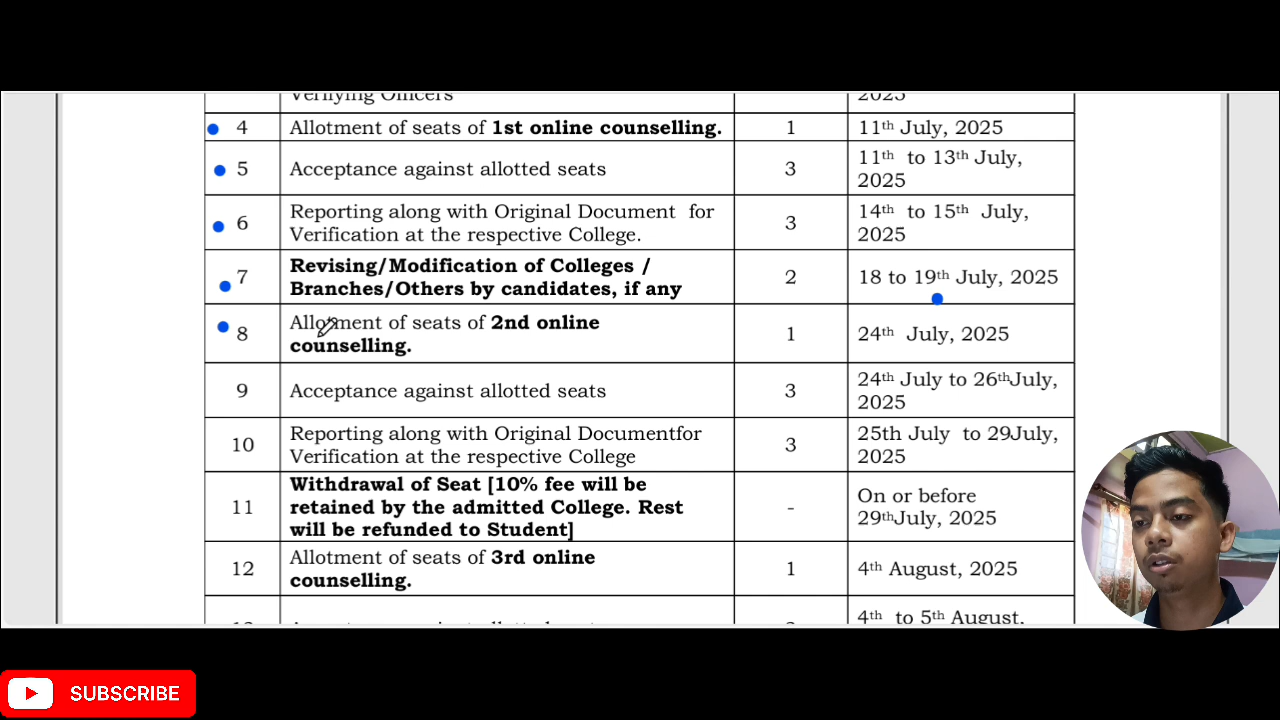 Verifying Officers
2025
4 Allotment of seats of 1st online counselling. 1 11th July, 2025
5 Acceptance against allotted seats 3 11th to 13th July,
2025
6 Reporting along with Original Document for
Verification at the respective College. 3 14th to 15th July,
2025
7 Revising/Modification of Colleges /
Branches/Others by candidates, if any 2 18 to 19th July, 2025
8 Allotment of seats of 2nd online
counselling. 1 24th July, 2025
9 Acceptance against allotted seats 3 24th July to 26thJuly,
2025
10 Reporting along with Original Documentfor
Verification at the respective College 3 25th July to 29July,
2025
11 Withdrawal of Seat [10% fee will be
retained by the admitted College. Rest
will be refunded to Student] - On or before
29thJuly, 2025
12 Allotment of seats of 3rd online
counselling. 1 4th August, 2025
4th to 5th August,
SUBSCRIBE